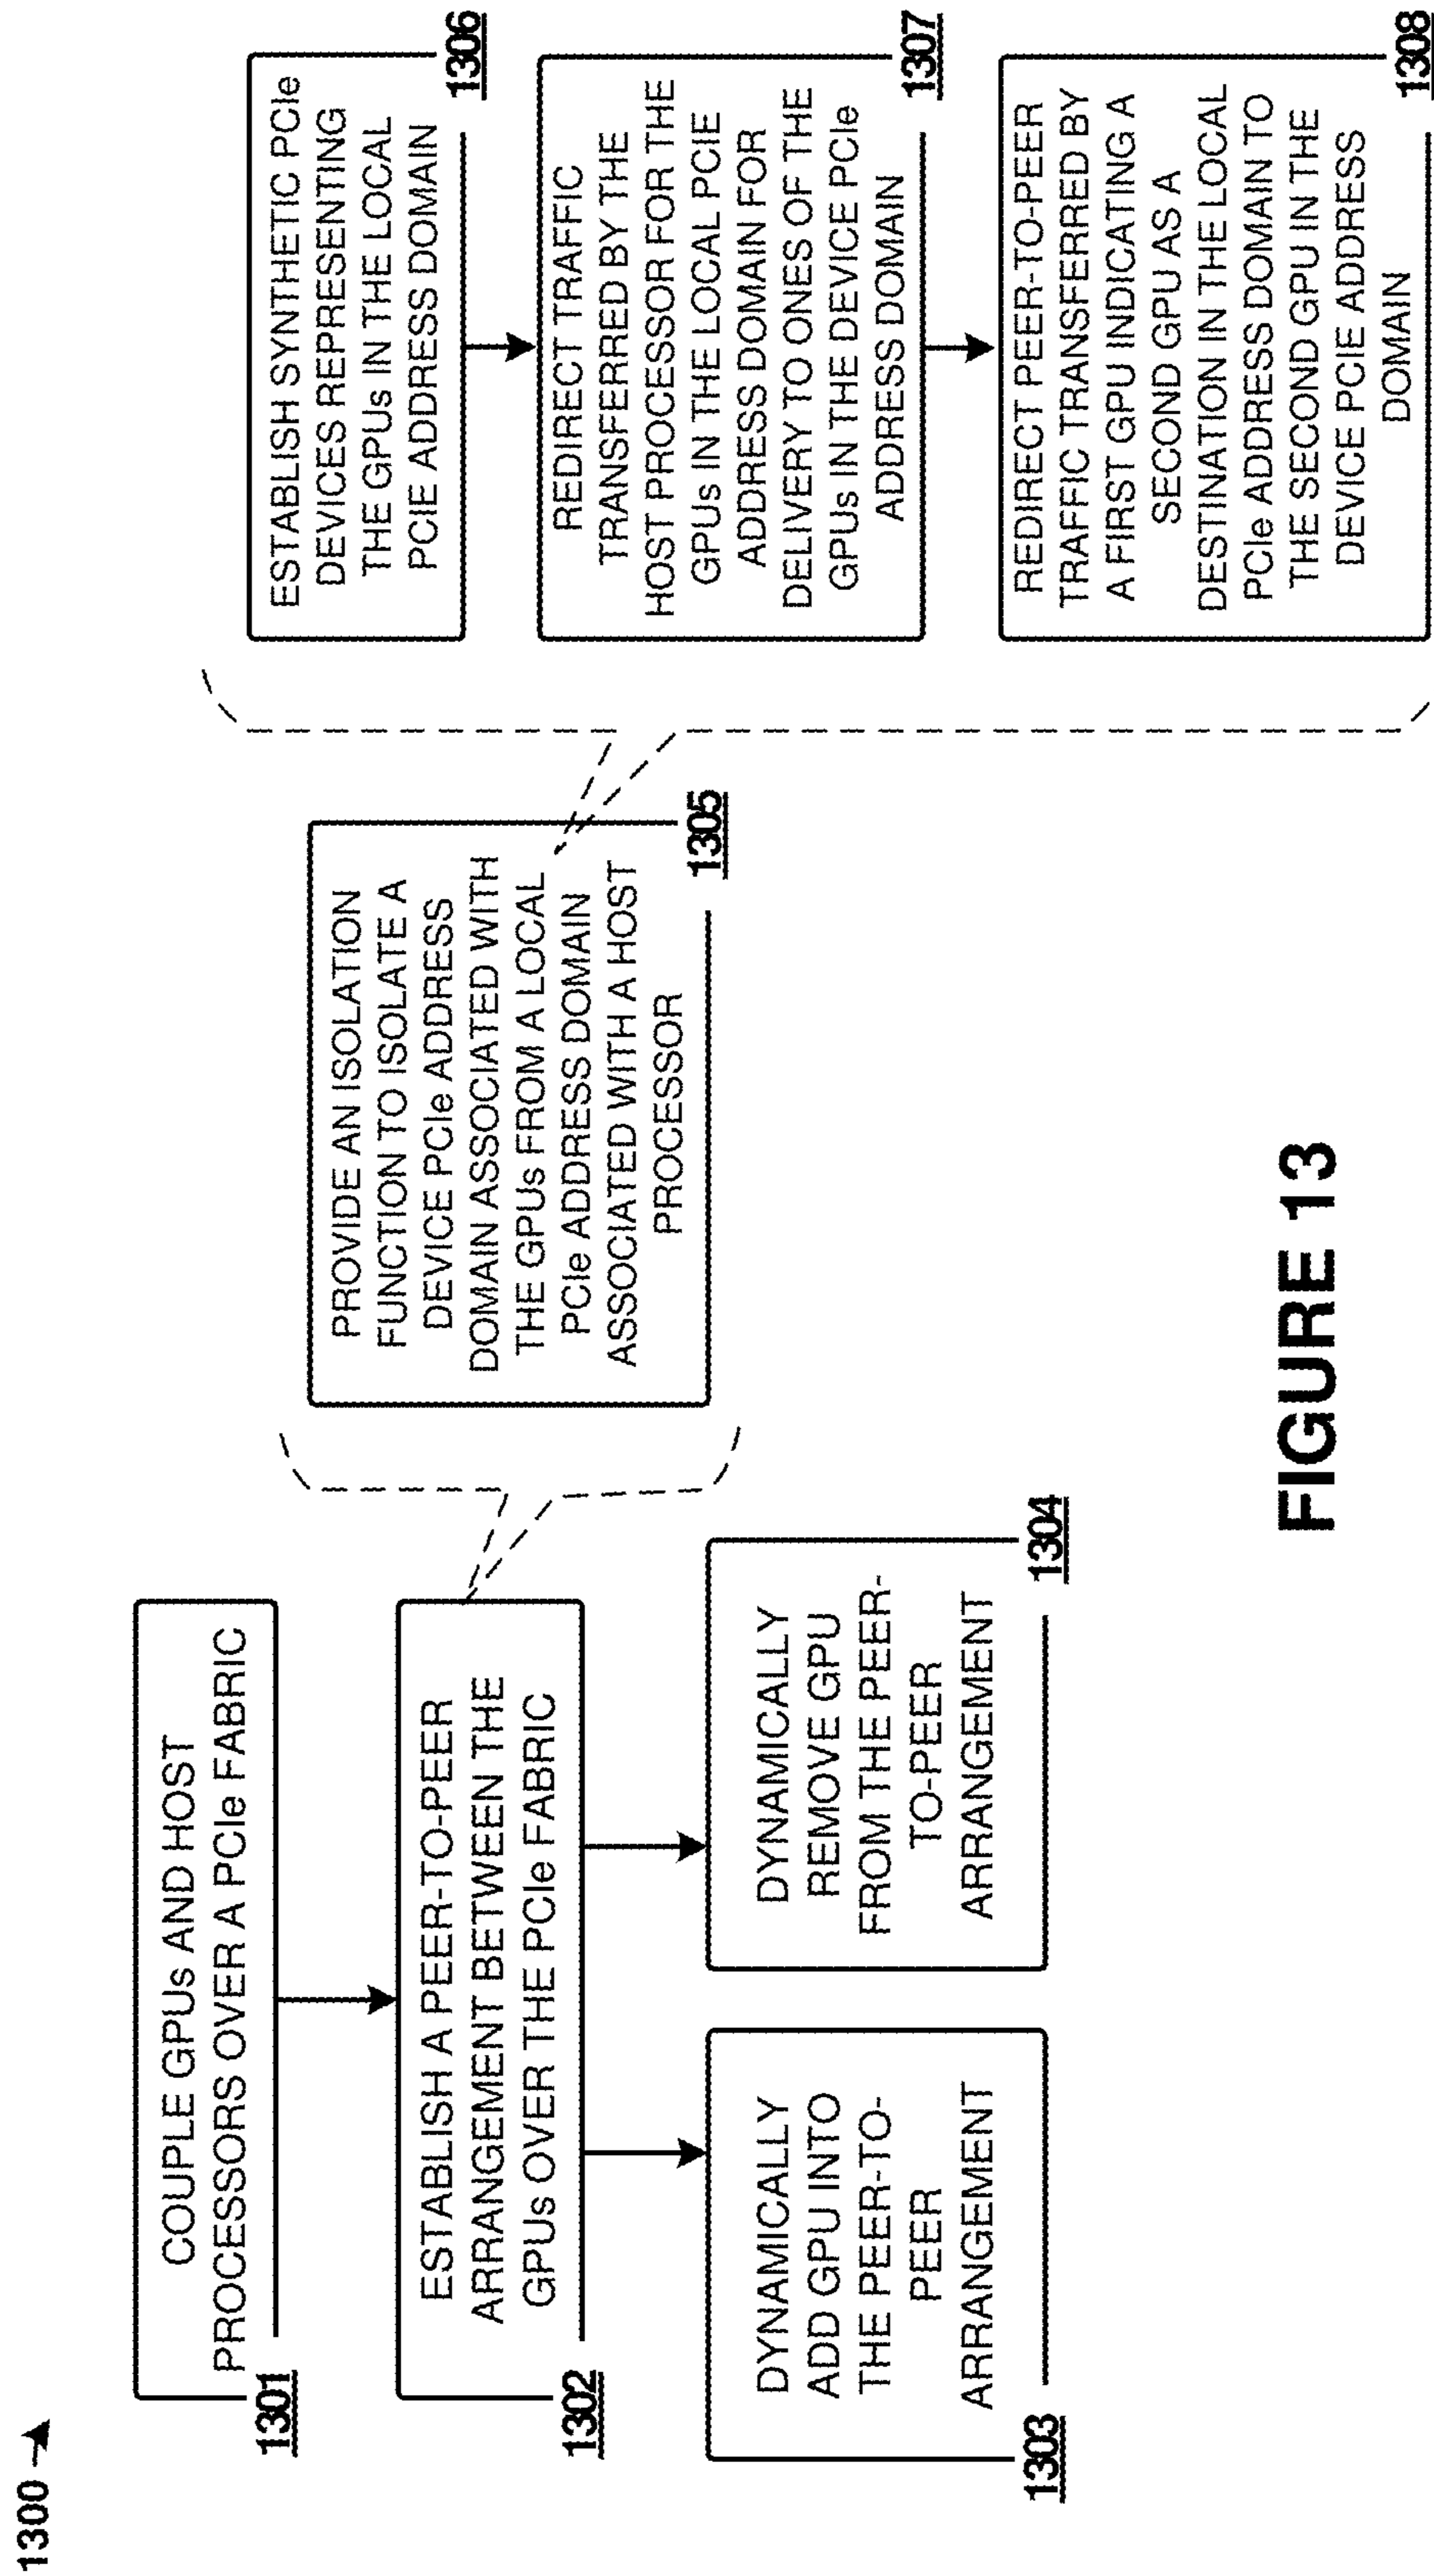 1300
COUPLE GPUs AND HOST
PROCESSORS OVER A PCIe FABRIC
1301
ESTABLISH A PEER-TO-PEER
ARRANGEMENT BETWEEN THE
GPUs OVER THE PCIe FABRIC
1302
DYNAMICALLY
ADD GPU INTO
THE PEER-TO-
PEER
ARRANGEMENT
1303
DYNAMICALLY
REMOVE GPU
FROM THE PEER-
TO-PEER
ARRANGEMENT
1304
PROVIDE AN ISOLATION
FUNCTION TO ISOLATE A
DEVICE PCIe ADDRESS
DOMAIN ASSOCIATED WITH
THE GPUs FROM A LOCAL
PCIe ADDRESS DOMAIN
ASSOCIATED WITH A HOST
PROCESSOR
1305
ESTABLISH SYNTHETIC PCIe
DEVICES REPRESENTING
THE GPUs IN THE LOCAL
PCIE ADDRESS DOMAIN
1306
REDIRECT TRAFFIC
TRANSFERRED BY THE
HOST PROCESSOR FOR THE
GPUs IN THE LOCAL PCIE
ADDRESS DOMAIN FOR
DELIVERY TO ONES OF THE
GPUs IN THE DEVICE PCIe
ADDRESS DOMAIN
1307
REDIRECT PEER-TO-PEER
TRAFFIC TRANSFERRED BY
A FIRST GPU INDICATING A
SECOND GPU AS A
DESTINATION IN THE LOCAL
PCIe ADDRESS DOMAIN TO
THE SECOND GPU IN THE
DEVICE PCIE ADDRESS
DOMAIN
1308
FIGURE 13